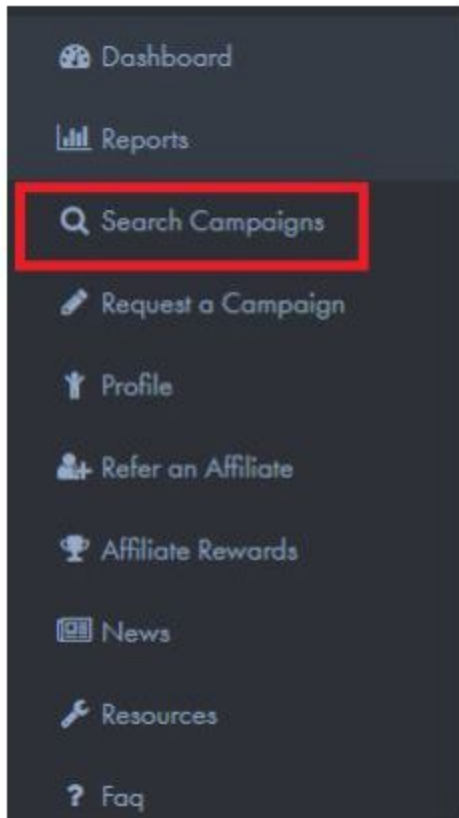 Dashboard
Reports
Search Campaigns
Request a Campaign
Profile
Refer an Affiliate
Affiliate Rewards
News
Resources
? Faq